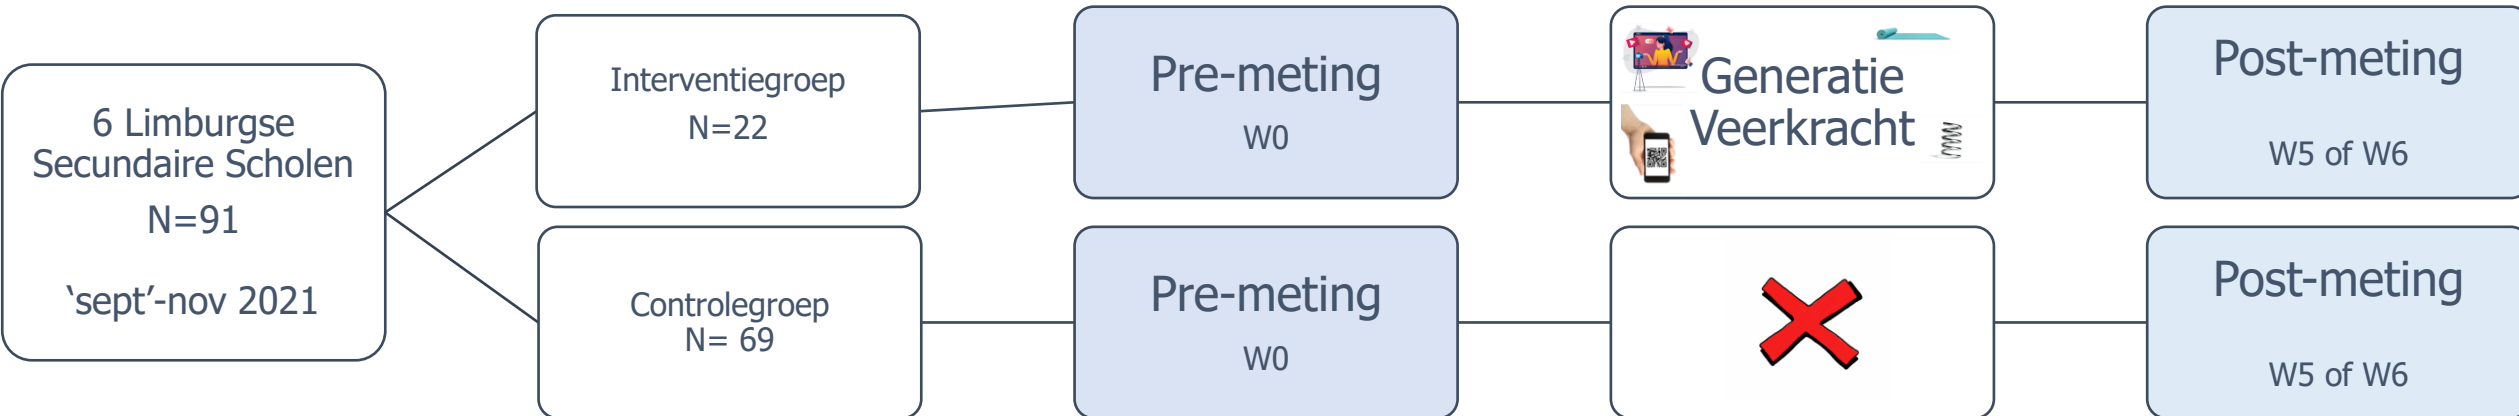 6 Limburgse
Secundaire Scholen
N=91
‘sept’-nov 2021
Interventiegroep
N=22
Pre-meting
W0
Generatie
Veerkracht
Post-meting
W5 of W6
Controlegroep
N= 69
Pre-meting
W0
Post-meting
W5 of W6